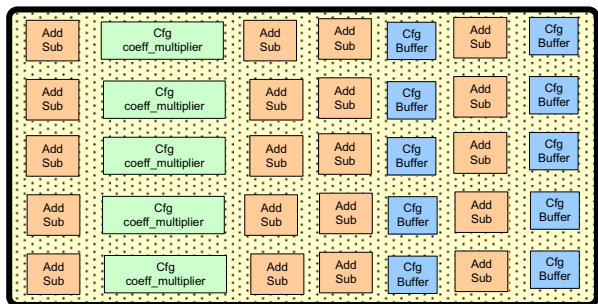 Add
Sub
Cfg
coeff_multiplier
Add
Sub
Add
Sub
Cfg
Buffer
Add
Sub
Cfg
Buffer
Add
Sub
Cfg
coeff_multiplier
Add
Sub
Add
Sub
Cfg
Buffer
Add
Sub
Cfg
Buffer
Add
Sub
Cfg
coeff_multiplier
Add
Sub
Add
Sub
Cfg
Buffer
Add
Sub
Cfg
Buffer
Add
Sub
Cfg
coeff_multiplier
Add
Sub
Add
Sub
Cfg
Buffer
Add
Sub
Cfg
Buffer
Add
Sub
Cfg
coeff_multiplier
Add
Sub
Add
Sub
Cfg
Buffer
Add
Sub
Cfg
Buffer